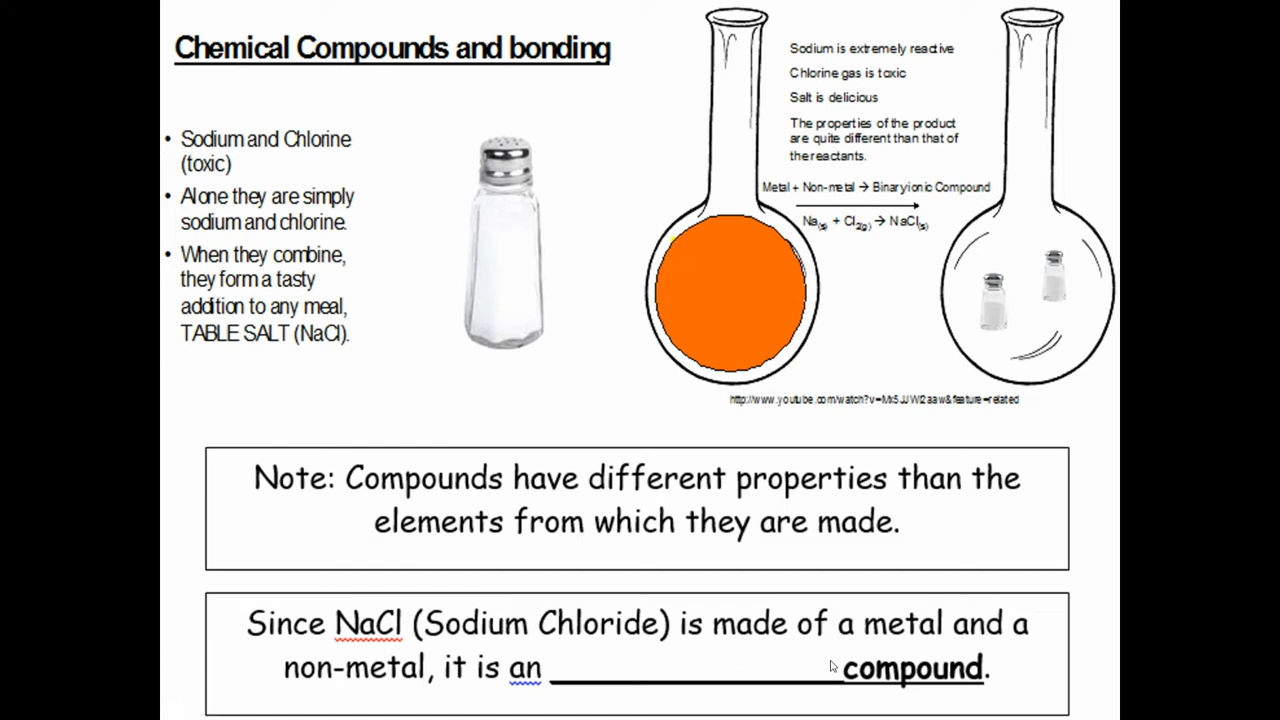 Chemical Compounds and bonding
• Sodium and Chlorine
(toxic)
• Alone they are simply
sodium and chlorine.
• When they combine,
they form a tasty
addition to any meal,
TABLE SALT (NaCl).
Sodium is extremely reactive
Chlorine gas is toxic
Salt is delicious
The properties of the product
are quite different than that of
the reactants.
Metal + Non-metal → Binary ionic Compound
Na(s) + Cl2(g) → NaCl(s)
Note: Compounds have different properties than the
elements from which they are made.
Since NaCl (Sodium Chloride) is made of a metal and a
non-metal, it is an ____________________compound.